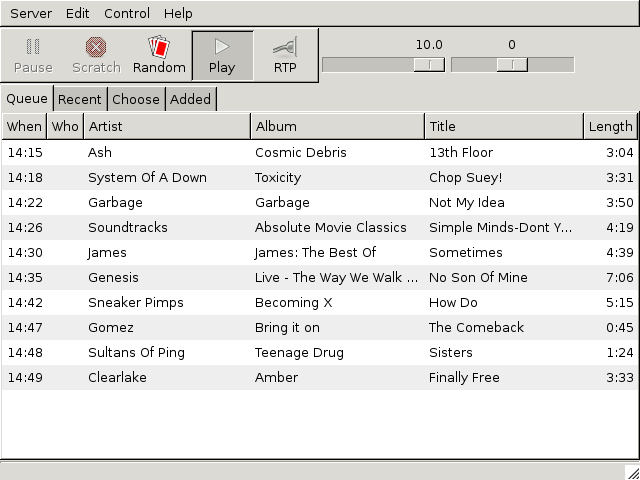 Server Edit Control Help
10.0 0
Pause Scratch Random Play RTP
Queue Recent Choose Added
When Who Artist Album Title Length
14:15 Ash Cosmic Debris 13th Floor 3:04
14:18 System Of A Down Toxicity Chop Suey! 3:31
14:22 Garbage Garbage Not My Idea 3:50
14:26 Soundtracks Absolute Movie Classics Simple Minds-Dont Y... 4:19
14:30 James James: The Best Of Sometimes 4:39
14:35 Genesis Live - The Way We Walk ... No Son Of Mine 7:06
14:42 Sneaker Pimps Becoming X How Do 5:15
14:47 Gomez Bring it on The Comeback 0:45
14:48 Sultans Of Ping Teenage Drug Sisters 1:24
14:49 Clearlake Amber Finally Free 3:33